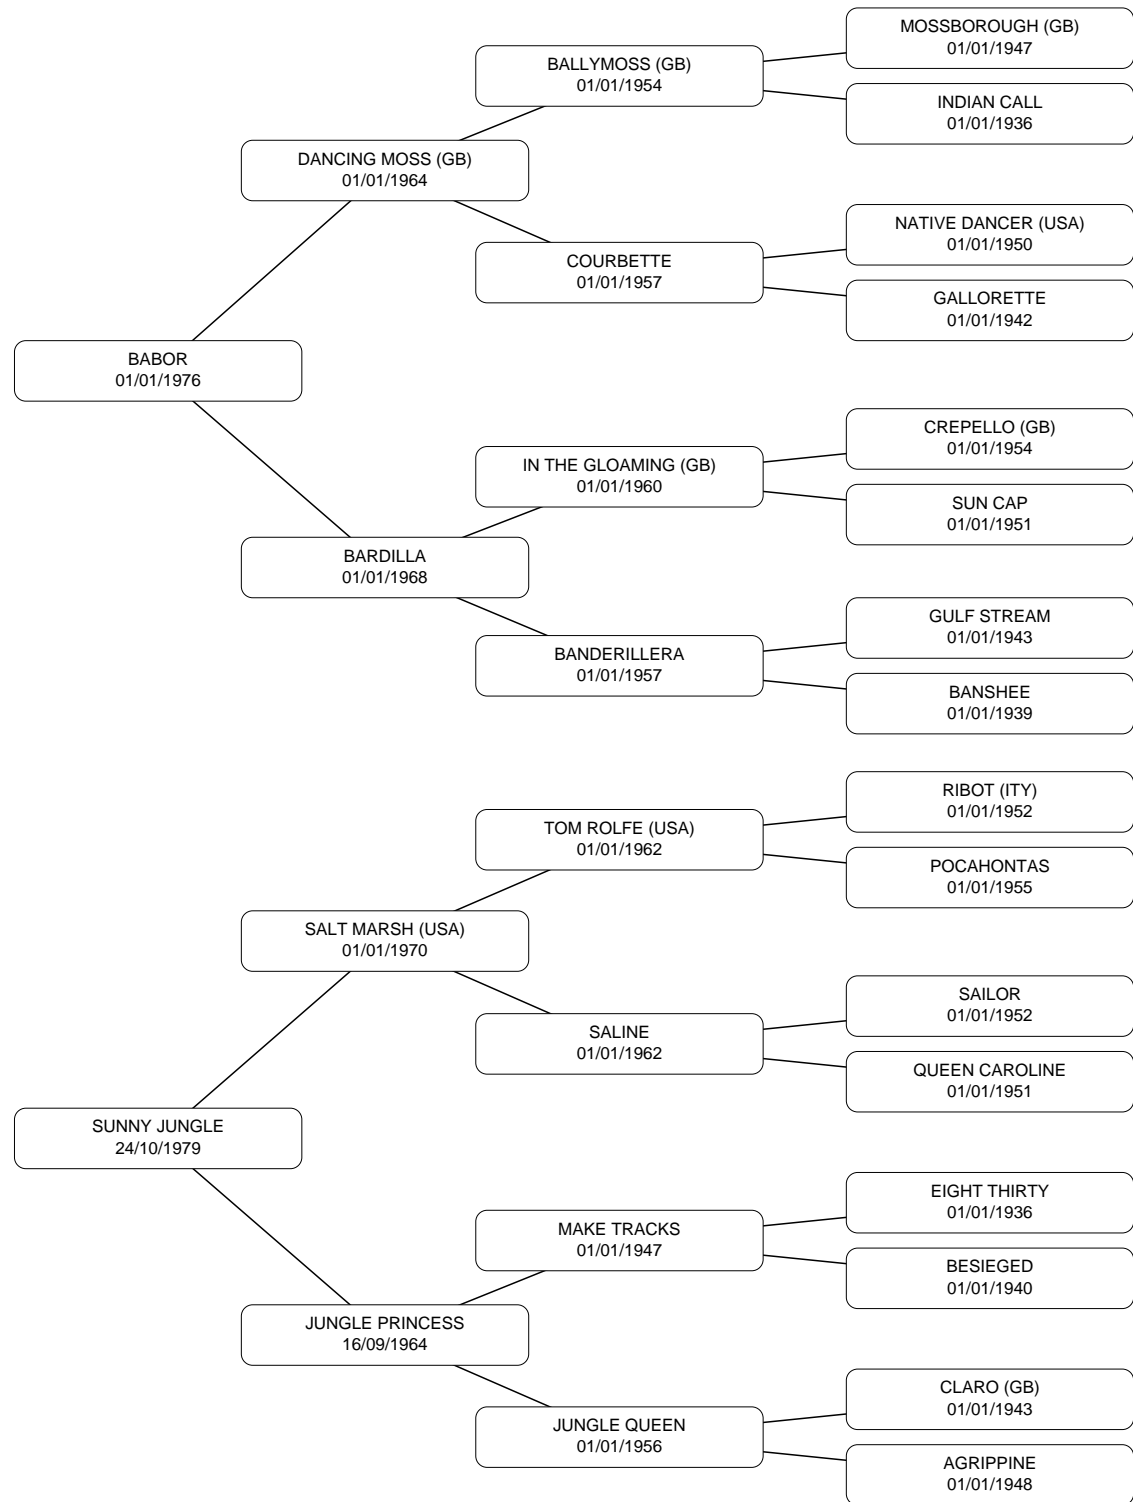 MOSSBOROUGH (GB)
01/01/1947
BALLYMOSS (GB)
01/01/1954
INDIAN CALL
01/01/1936
DANCING MOSS (GB)
01/01/1964
NATIVE DANCER (USA)
01/01/1950
COURBETTE
01/01/1957
GALLORETTE
01/01/1942
BABOR
01/01/1976
CREPELLO (GB)
01/01/1954
IN THE GLOAMING (GB)
01/01/1960
SUN CAP
01/01/1951
BARDILLA
01/01/1968
GULF STREAM
01/01/1943
BANDERILLERA
01/01/1957
BANSHEE
01/01/1939
RIBOT (ITY)
01/01/1952
TOM ROLFE (USA)
01/01/1962
POCAHONTAS
01/01/1955
SALT MARSH (USA)
01/01/1970
SAILOR
01/01/1952
SALINE
01/01/1962
QUEEN CAROLINE
01/01/1951
SUNNY JUNGLE
24/10/1979
EIGHT THIRTY
01/01/1936
MAKE TRACKS
01/01/1947
BESIEGED
01/01/1940
JUNGLE PRINCESS
16/09/1964
CLARO (GB)
01/01/1943
JUNGLE QUEEN
01/01/1956
AGRIPPINE
01/01/1948